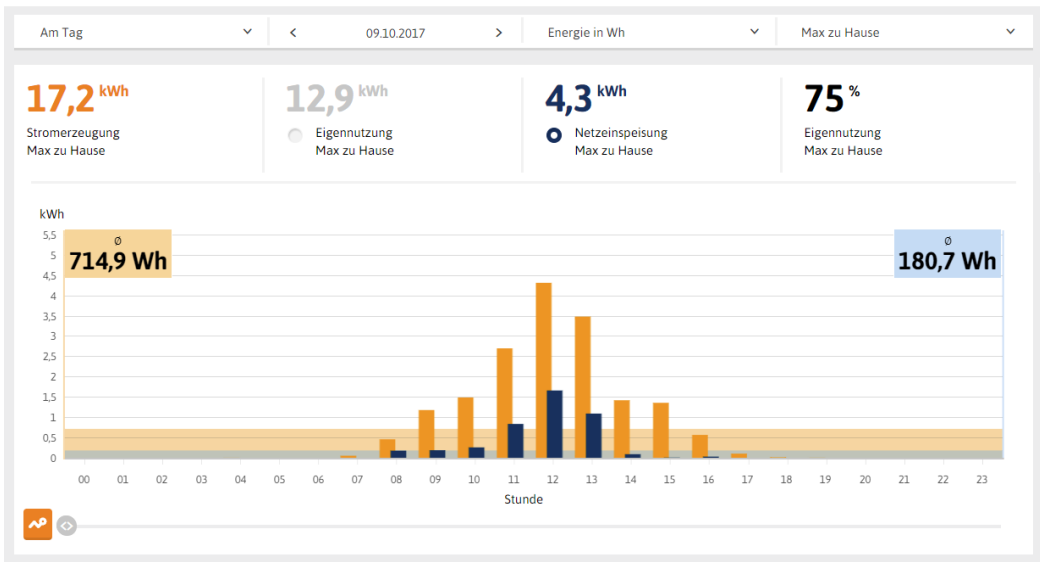 Am Tag
09.10.2017
Energie in Wh
Max zu Hause
17,2 kWh
Stromerzeugung
Max zu Hause
12,9 kWh
Eigennutzung
Max zu Hause
4,3 kWh
Netzeinspeisung
Max zu Hause
75 %
Eigennutzung
Max zu Hause
kWh
5,5
5
4,5
4
3,5
3
2,5
2
1,5
1
0,5
0
Ø
714,9 Wh
Ø
180,7 Wh
00 01 02 03 04 05 06 07 08 09 10 11 12 13 14 15 16 17 18 19 20 21 22 23
Stunde